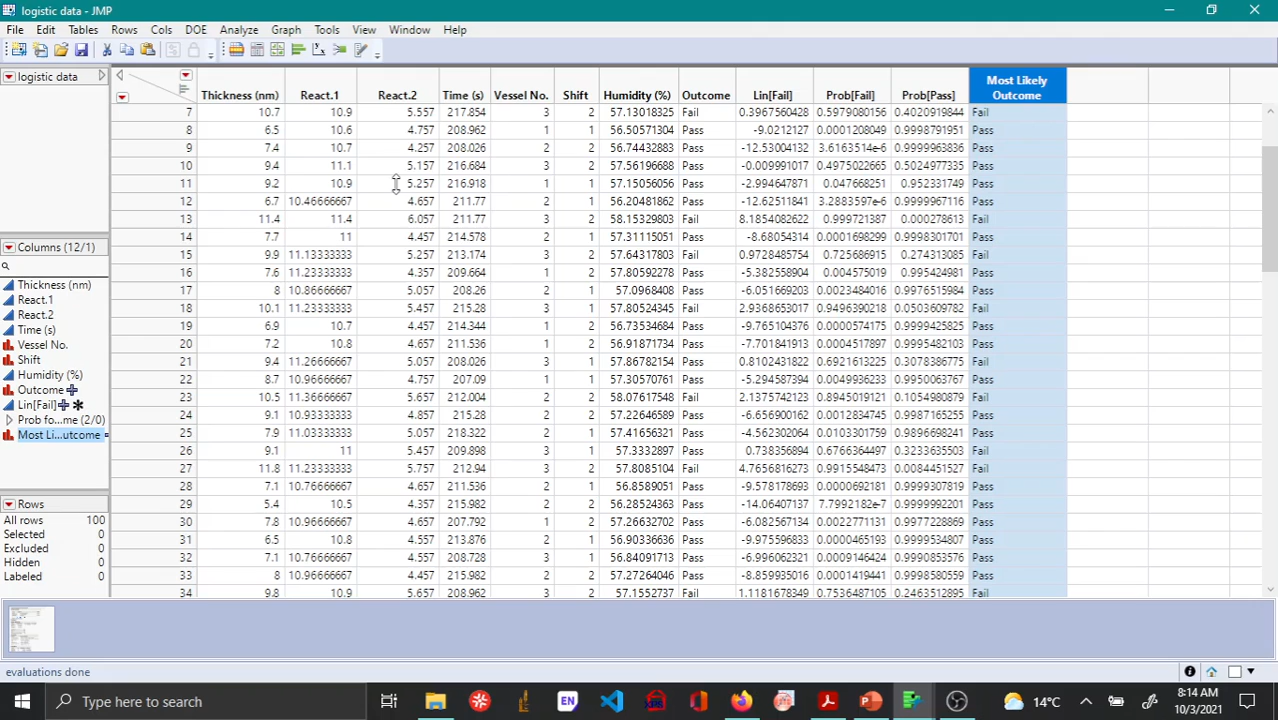 logistic data - JMP
File Edit Tables Rows Cols DOE Analyze Graph Tools View Window Help
logistic data
Thickness (nm) React.1 React.2 Time (s) Vessel No. Shift Humidity (%) Outcome Lin[Fail] Prob[Fail] Prob[Pass] Most Likely Outcome
7 10.7 10.9 5.557 217.854 3 2 57.13018325 Fail 0.3967560428 0.5979080156 0.4020919844 Fail
8 6.5 10.6 4.757 208.962 1 1 56.50571304 Pass -9.0212127 0.0001208049 0.9998791951 Pass
9 7.4 10.7 4.257 208.026 2 2 56.74432883 Pass -12.53004132 3.6163514e-6 0.9999963836 Pass
10 9.4 11.1 5.157 216.684 3 2 57.56196688 Pass -0.009991017 0.4975022665 0.5024977335 Pass
11 9.2 10.9 5.257 216.918 1 1 57.15056056 Pass -2.994647871 0.047668251 0.952331749 Pass
12 6.7 10.46666667 4.657 211.77 2 1 56.20481862 Pass -12.62511841 3.2883597e-6 0.9999967116 Pass
13 11.4 11.4 6.057 211.77 3 2 58.15329803 Fail 8.1854082622 0.999721387 0.000278613 Fail
14 7.7 11 4.457 214.578 2 1 57.31115051 Pass -8.68054314 0.0001698299 0.9998301701 Pass
15 9.9 11.13333333 5.257 213.174 3 2 57.64317803 Fail 0.9728485754 0.725686915 0.274313085 Fail
16 7.6 11.23333333 4.357 209.664 1 2 57.80592278 Pass -5.382558904 0.004575019 0.995424981 Pass
17 8 10.86666667 5.057 208.26 2 1 57.0968408 Pass -6.051669203 0.0023484016 0.9976515984 Pass
18 10.1 11.23333333 5.457 215.28 3 2 57.80524345 Fail 2.9368653017 0.9496390218 0.0503609782 Fail
19 6.9 10.7 4.457 214.344 1 2 56.73534684 Pass -9.765104376 0.0000574175 0.9999425825 Pass
20 7.2 10.8 4.657 211.536 1 2 56.91871734 Pass -7.701841913 0.0004517897 0.9995482103 Pass
21 9.4 11.26666667 5.057 208.026 3 1 57.86782154 Pass 0.8102431822 0.6921613225 0.3078386775 Fail
22 8.7 10.96666667 4.757 207.09 1 1 57.30570761 Pass -5.294587394 0.0049936233 0.9950063767 Pass
23 10.5 11.36666667 5.657 212.004 2 2 58.07617548 Fail 2.1375742123 0.8945019121 0.1054980879 Fail
24 9.1 10.93333333 4.857 215.28 2 1 57.22646589 Pass -6.656900162 0.0012834745 0.9987165255 Pass
25 7.9 11.03333333 5.057 218.322 2 2 57.41656321 Pass -4.562302064 0.0103301759 0.9896698241 Pass
26 9.1 11 5.457 209.898 3 1 57.3332897 Pass 0.738356894 0.6766364497 0.3233635503 Fail
27 11.8 11.23333333 5.757 212.94 3 1 57.8085104 Fail 4.7656816273 0.9915548473 0.0084451527 Fail
28 7.1 10.76666667 4.657 211.536 2 1 56.8589051 Pass -9.578178693 0.0000692181 0.9999307819 Pass
29 5.4 10.5 4.357 215.982 2 2 56.28524363 Pass -14.06407137 7.7992182e-7 0.9999992201 Pass
30 7.8 10.96666667 4.657 207.792 1 2 57.26632702 Pass -6.082567134 0.0022771131 0.9977228869 Pass
31 6.5 10.8 4.557 213.876 2 2 56.90336636 Pass -9.975596833 0.0000465193 0.9999534807 Pass
32 7.1 10.76666667 4.557 208.728 3 1 56.84091713 Pass -6.996062321 0.0009146424 0.9990853576 Pass
33 8 10.96666667 4.457 215.982 2 2 57.27264046 Pass -8.859935016 0.0001419441 0.9998580559 Pass
34 9.8 10.9 5.657 208.962 3 2 57.1552737 Fail 1.1181678349 0.7536487105 0.2463512895 Fail
Columns (12/1)
Thickness (nm)
React.1
React.2
Time (s)
Vessel No.
Shift
Humidity (%)
Outcome
Lin[Fail]
Prob fo...me (2/0)
Most Li...utcome
Rows
All rows 100
Selected 0
Excluded 0
Hidden 0
Labeled 0
evaluations done
Type here to search
EN
14°C
8:14 AM
10/3/2021